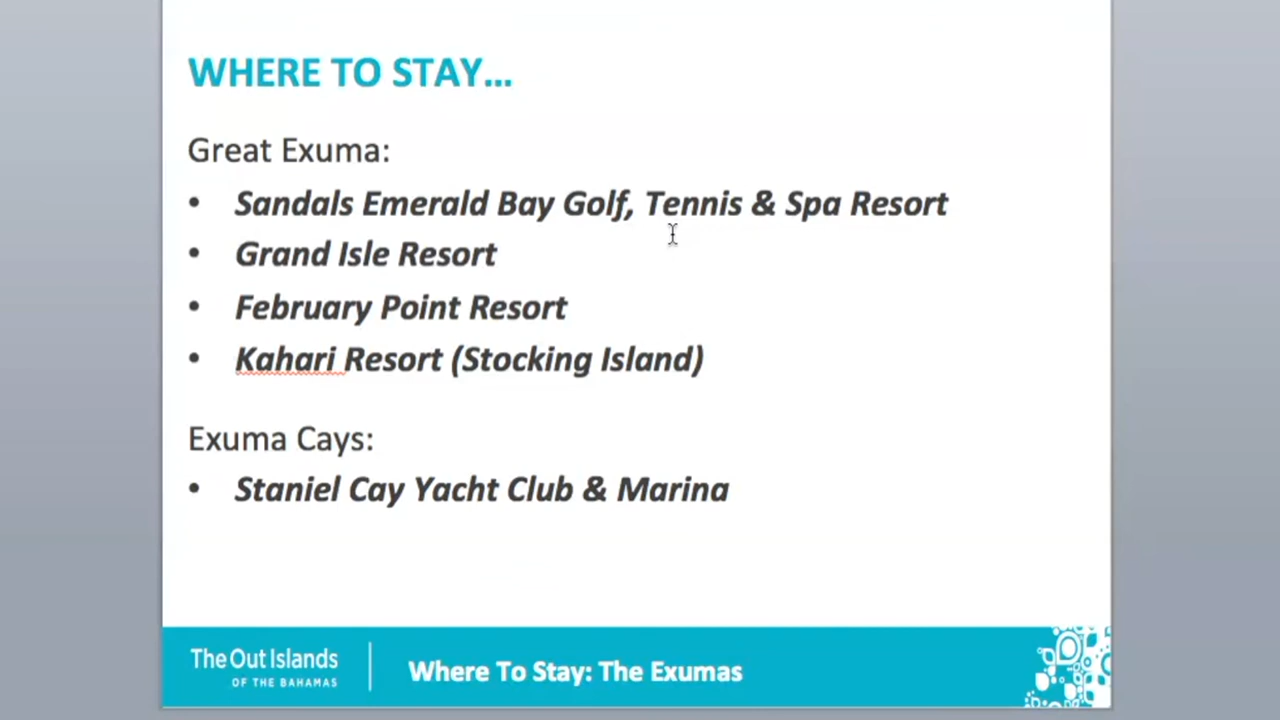 WHERE TO STAY...
Great Exuma:
• Sandals Emerald Bay Golf, Tennis & Spa Resort
• Grand Isle Resort
• February Point Resort
• Kahari Resort (Stocking Island)
Exuma Cays:
• Staniel Cay Yacht Club & Marina
The Out Islands
OF THE BAHAMAS
Where To Stay: The Exumas